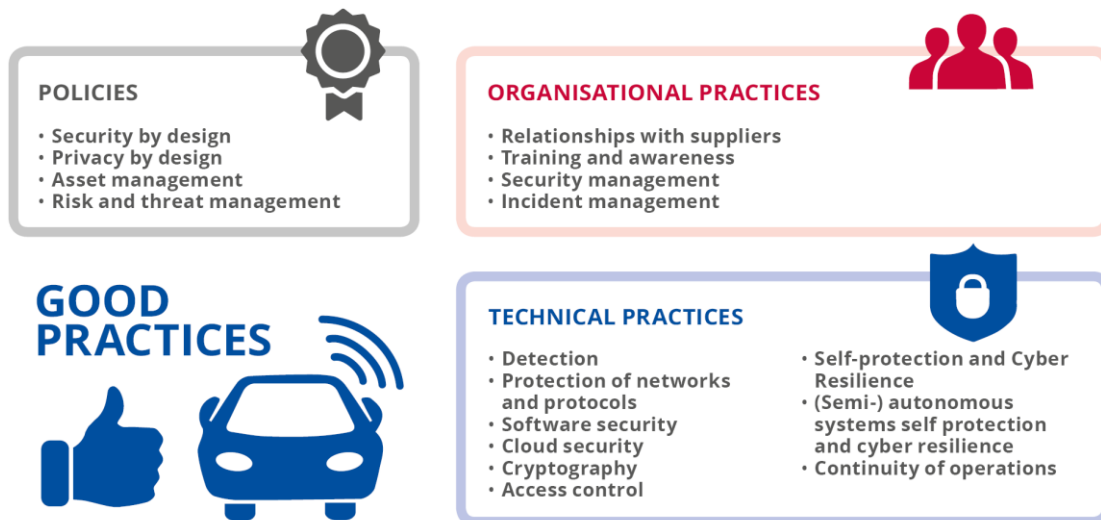 POLICIES
• Security by design
• Privacy by design
• Asset management
• Risk and threat management
ORGANISATIONAL PRACTICES
• Relationships with suppliers
• Training and awareness
• Security management
• Incident management
GOOD
PRACTICES
TECHNICAL PRACTICES
• Detection
• Protection of networks
and protocols
• Software security
• Cloud security
• Cryptography
• Access control
• Self-protection and Cyber
Resilience
• (Semi-) autonomous
systems self protection
and cyber resilience
• Continuity of operations